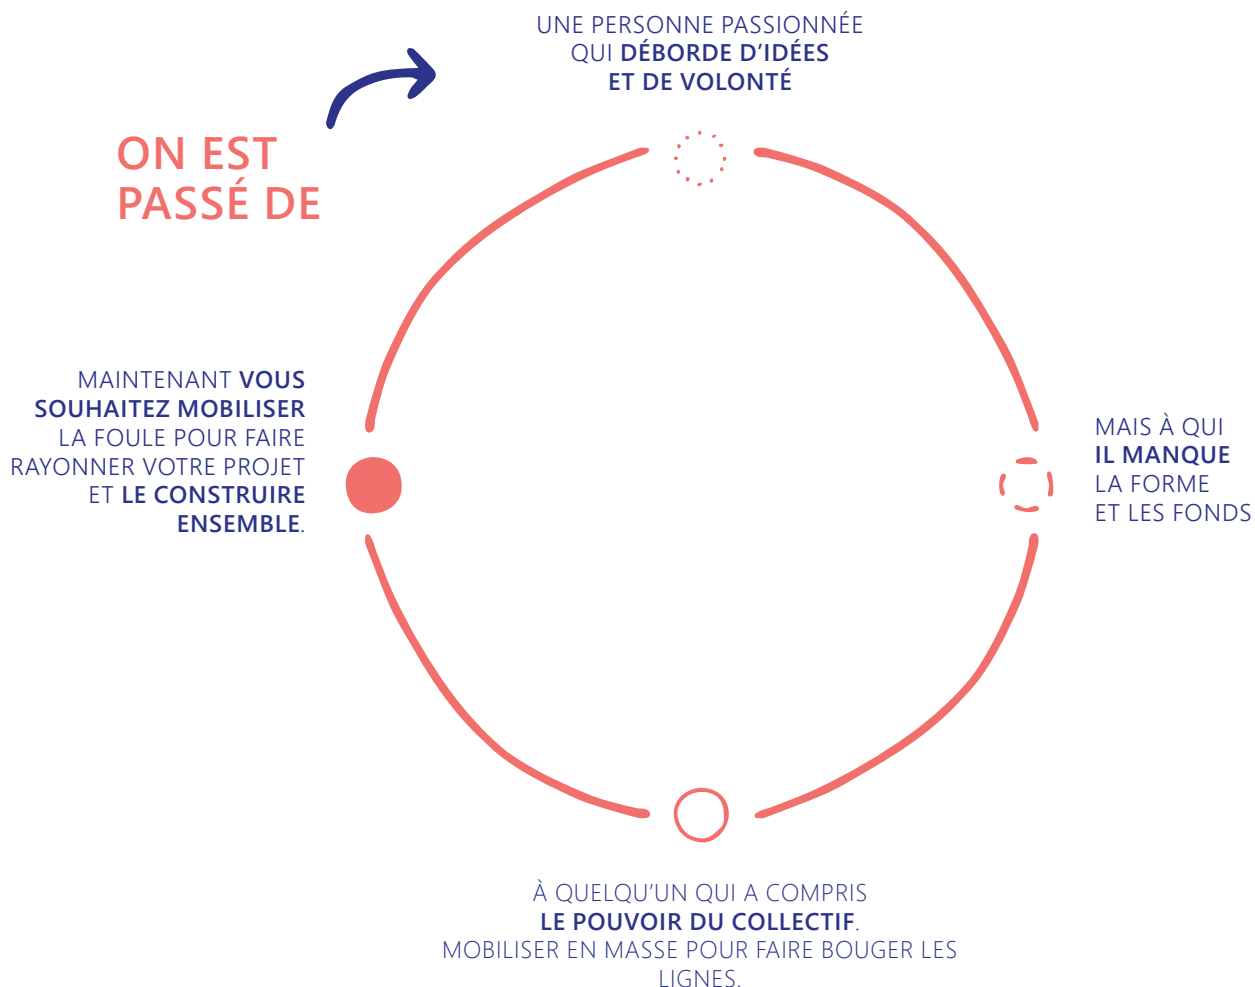 ON EST
PASSÉ DE
UNE PERSONNE PASSIONNÉE
QUI DÉBORDE D'IDÉES
ET DE VOLONTÉ
MAIS À QUI
IL MANQUE
LA FORME
ET LES FONDS
À QUELQU'UN QUI A COMPRIS
LE POUVOIR DU COLLECTIF.
MOBILISER EN MASSE POUR FAIRE BOUGER LES
LIGNES.
MAINTENANT VOUS
SOUHAITEZ MOBILISER
LA FOULE POUR FAIRE
RAYONNER VOTRE PROJET
ET LE CONSTRUIRE
ENSEMBLE.